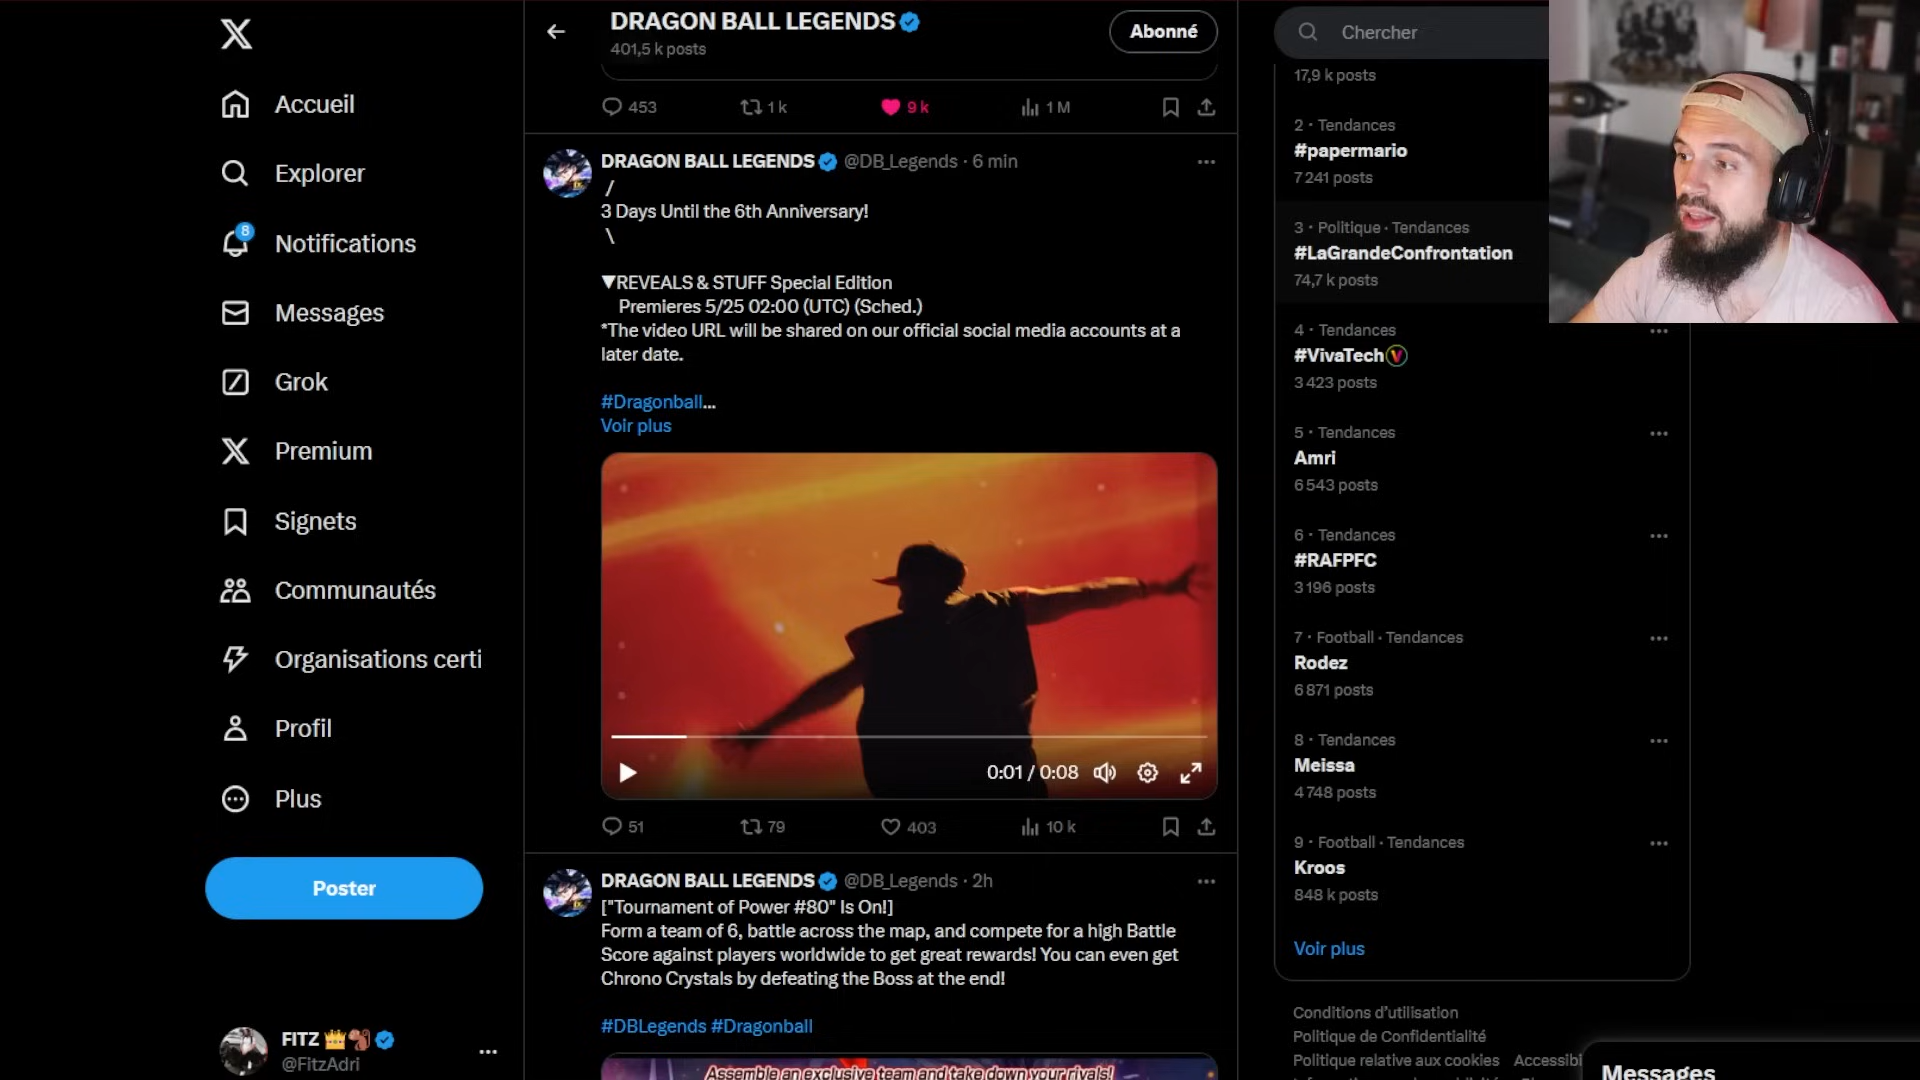 Accueil
Explorer
8
Notifications
Messages
Grok
Premium
Signets
Communautés
Organisations certi
Profil
Plus
Poster
FITZ
@FitzAdri
DRAGON BALL LEGENDS
401,5 k posts
Abonné
453
1 k
9 k
1 M
DRAGON BALL LEGENDS @DB_Legends · 6 min
/
3 Days Until the 6th Anniversary!
\
▼REVEALS & STUFF Special Edition
Premieres 5/25 02:00 (UTC) (Sched.)
*The video URL will be shared on our official social media accounts at a
later date.
#Dragonball...
Voir plus
0:01 / 0:08
51
79
403
10 k
DRAGON BALL LEGENDS @DB_Legends · 2h
["Tournament of Power #80" Is On!]
Form a team of 6, battle across the map, and compete for a high Battle
Score against players worldwide to get great rewards! You can even get
Chrono Crystals by defeating the Boss at the end!
#DBLegends #Dragonball
Assemble an exclusive team and take down your rivals!
Chercher
17,9 k posts
2 · Tendances
#papermario
7 241 posts
3 · Politique · Tendances
#LaGrandeConfrontation
74,7 k posts
4 · Tendances
#VivaTech
3 423 posts
5 · Tendances
Amri
6 543 posts
6 · Tendances
#RAFPFC
3 196 posts
7 · Football · Tendances
Rodez
6 871 posts
8 · Tendances
Meissa
4 748 posts
9 · Football · Tendances
Kroos
848 k posts
Voir plus
Conditions d'utilisation
Politique de Confidentialité
Politique relative aux cookies Accessibi
Messages